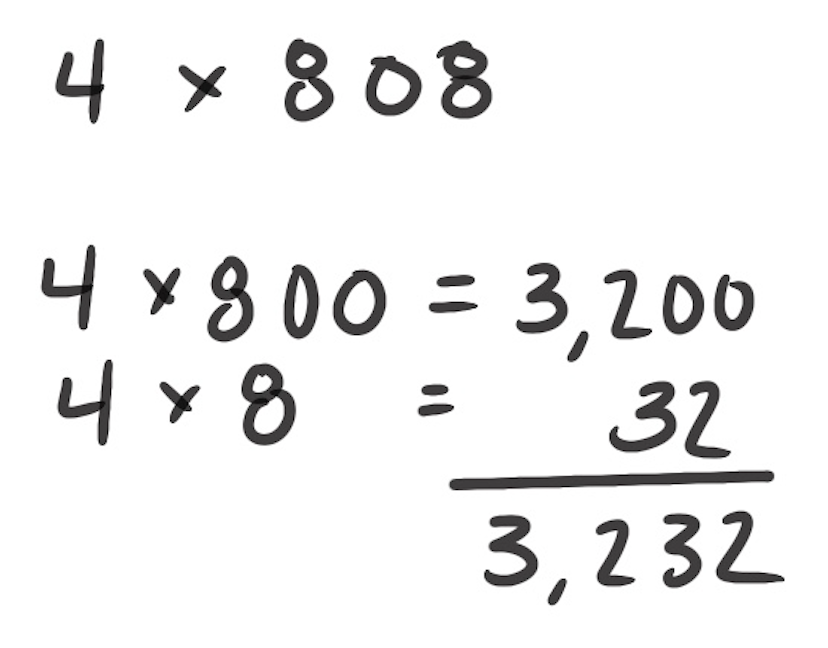 4 × 808
4 × 800 = 3,200
4 × 8 = 32
3,232